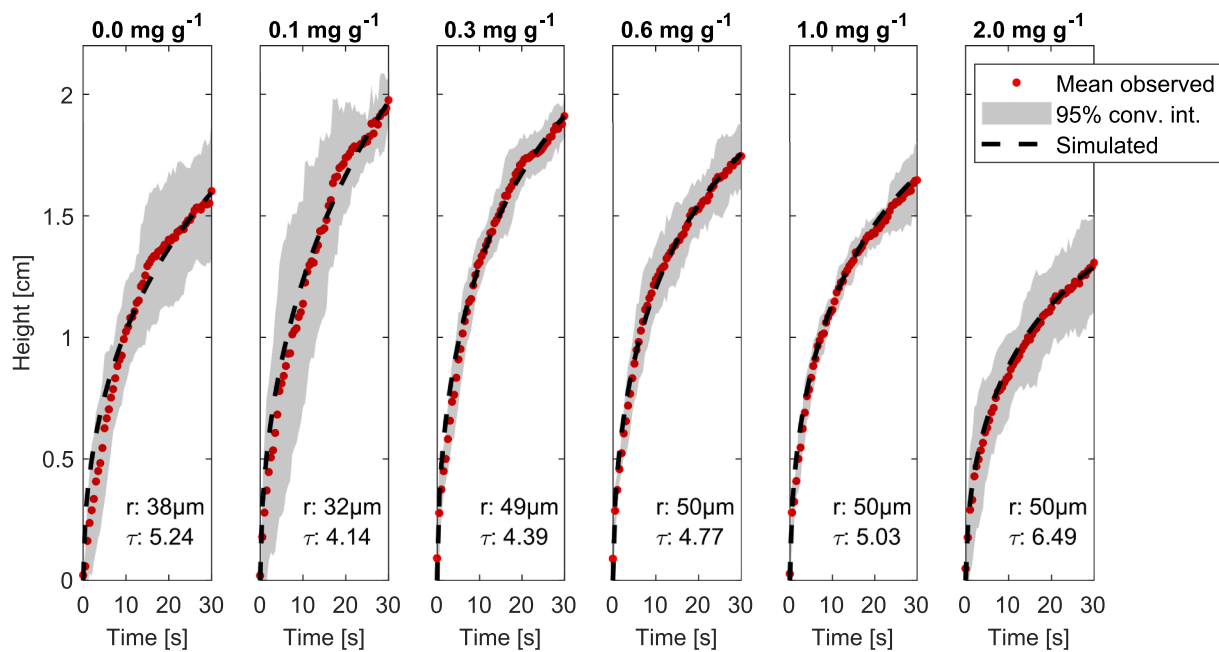 0.0 mg g-1 0.1 mg g-1 0.3 mg g-1 0.6 mg g-1 1.0 mg g-1 2.0 mg g-1
2
1.5
1
0.5
0
Height [cm]
Mean observed
95% conv. int.
Simulated
r: 38μm r: 32μm r: 49μm r: 50μm r: 50μm r: 50μm
τ: 5.24 τ: 4.14 τ: 4.39 τ: 4.77 τ: 5.03 τ: 6.49
0 10 20 30 0 10 20 30 0 10 20 30 0 10 20 30 0 10 20 30 0 10 20 30
Time [s] Time [s] Time [s] Time [s] Time [s] Time [s]